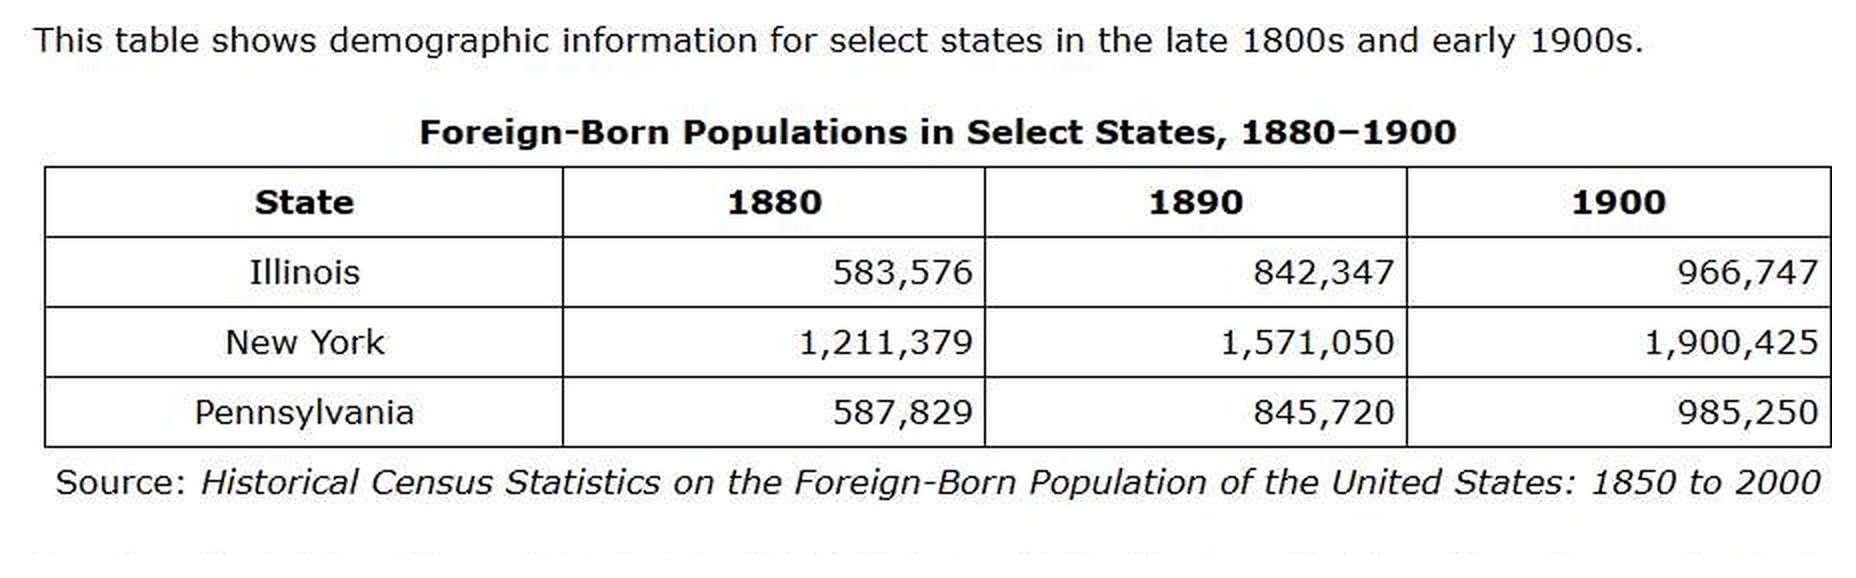 This table shows demographic information for select states in the late 1800s and early 1900s.
Foreign-Born Populations in Select States, 1880–1900
State 1880 1890 1900
Illinois 583,576 842,347 966,747
New York 1,211,379 1,571,050 1,900,425
Pennsylvania 587,829 845,720 985,250
Source: Historical Census Statistics on the Foreign-Born Population of the United States: 1850 to 2000